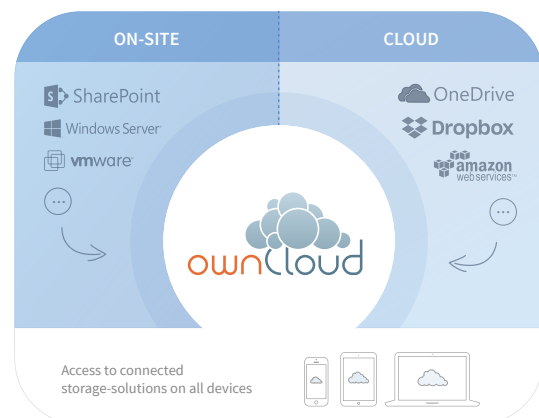 ON-SITE
CLOUD
SharePoint
Windows Server
vmware
OneDrive
Dropbox
amazon
web services™
ownCloud
Access to connected
storage-solutions on all devices